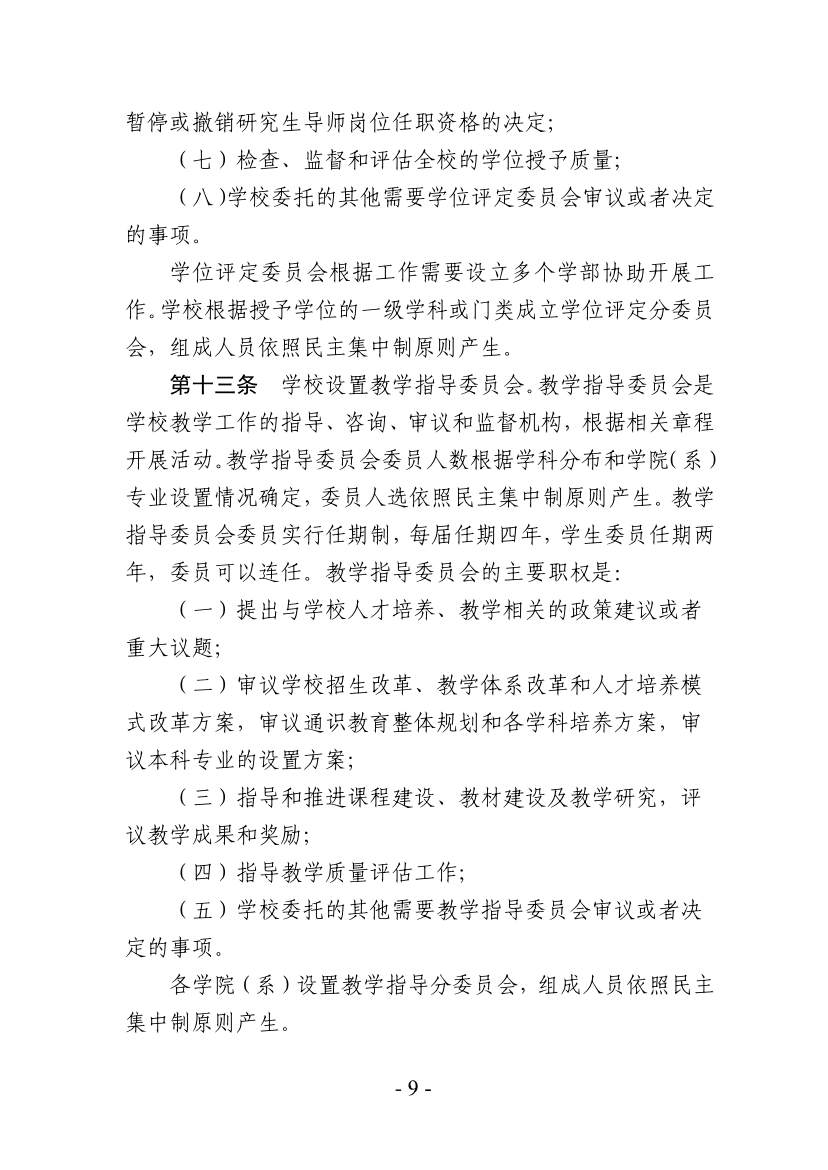 暂停或撤销研究生导师岗位任职资格的决定；
（七）检查、监督和评估全校的学位授予质量；
（八）学校委托的其他需要学位评定委员会审议或者决定
的事项。
学位评定委员会根据工作需要设立多个学部协助开展工
作。学校根据授予学位的一级学科或门类成立学位评定分委员
会，组成人员依照民主集中制原则产生。
第十三条　学校设置教学指导委员会。教学指导委员会是
学校教学工作的指导、咨询、审议和监督机构，根据相关章程
开展活动。教学指导委员会委员人数根据学科分布和学院（系）
专业设置情况确定，委员人选依照民主集中制原则产生。教学
指导委员会委员实行任期制，每届任期四年，学生委员任期两
年，委员可以连任。教学指导委员会的主要职权是：
（一）提出与学校人才培养、教学相关的政策建议或者
重大议题；
（二）审议学校招生改革、教学体系改革和人才培养模
式改革方案，审议通识教育整体规划和各学科培养方案，审
议本科专业的设置方案；
（三）指导和推进课程建设、教材建设及教学研究，评
议教学成果和奖励；
（四）指导教学质量评估工作；
（五）学校委托的其他需要教学指导委员会审议或者决
定的事项。
各学院（系）设置教学指导分委员会，组成人员依照民主
集中制原则产生。
- 9 -